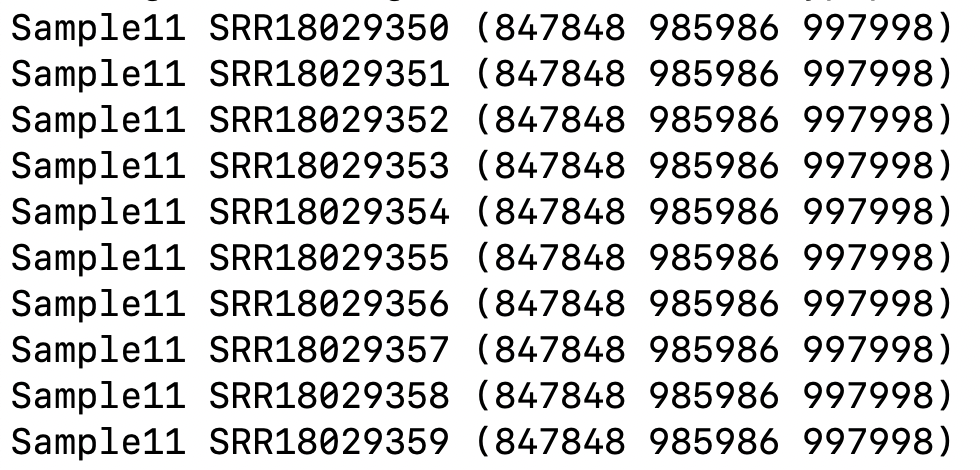 Sample11 SRR18029350 (847848 985986 997998)
Sample11 SRR18029351 (847848 985986 997998)
Sample11 SRR18029352 (847848 985986 997998)
Sample11 SRR18029353 (847848 985986 997998)
Sample11 SRR18029354 (847848 985986 997998)
Sample11 SRR18029355 (847848 985986 997998)
Sample11 SRR18029356 (847848 985986 997998)
Sample11 SRR18029357 (847848 985986 997998)
Sample11 SRR18029358 (847848 985986 997998)
Sample11 SRR18029359 (847848 985986 997998)